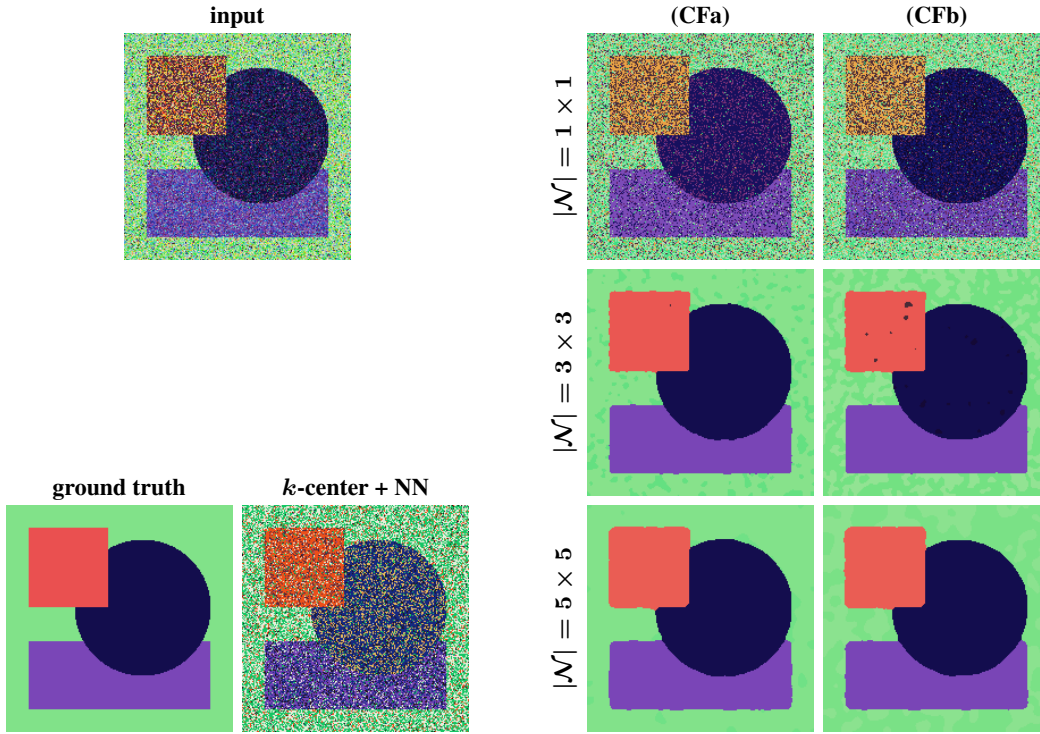 input
(CFa)
(CFb)
|𝒩| = 1 × 1
|𝒩| = 3 × 3
ground truth
k-center + NN
|𝒩| = 5 × 5